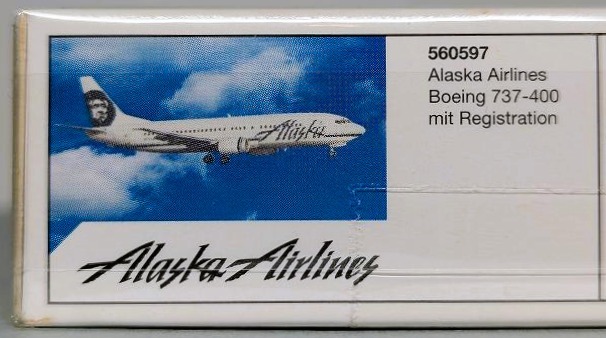 560597
Alaska Airlines
Boeing 737-400
mit Registration
Alaska
Alaska Airlines